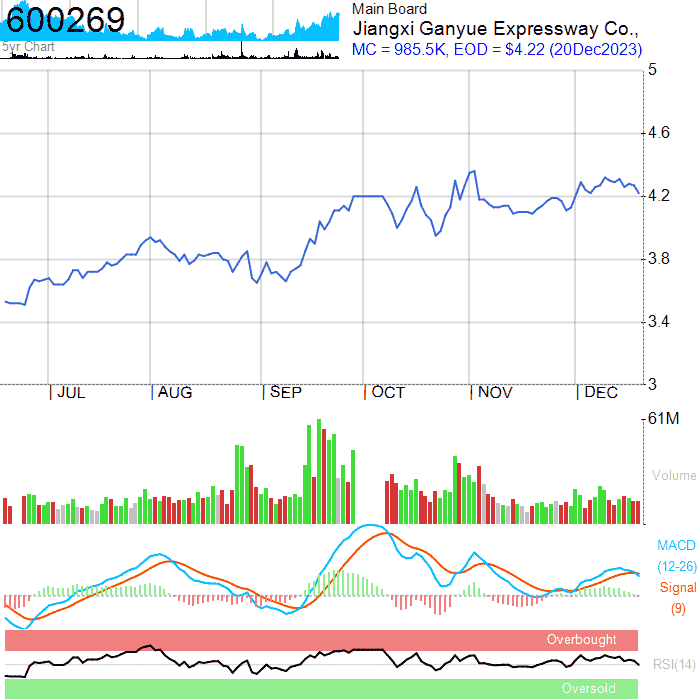 600269
5yr Chart
Main Board
Jiangxi Ganyue Expressway Co.,
MC = 985.5K, EOD = $4.22 (20Dec2023)
5
4.6
4.2
3.8
3.4
3
JUL AUG SEP OCT NOV DEC
61M
Volume
MACD
(12-26)
Signal
(9)
Overbought
RSI(14)
Oversold